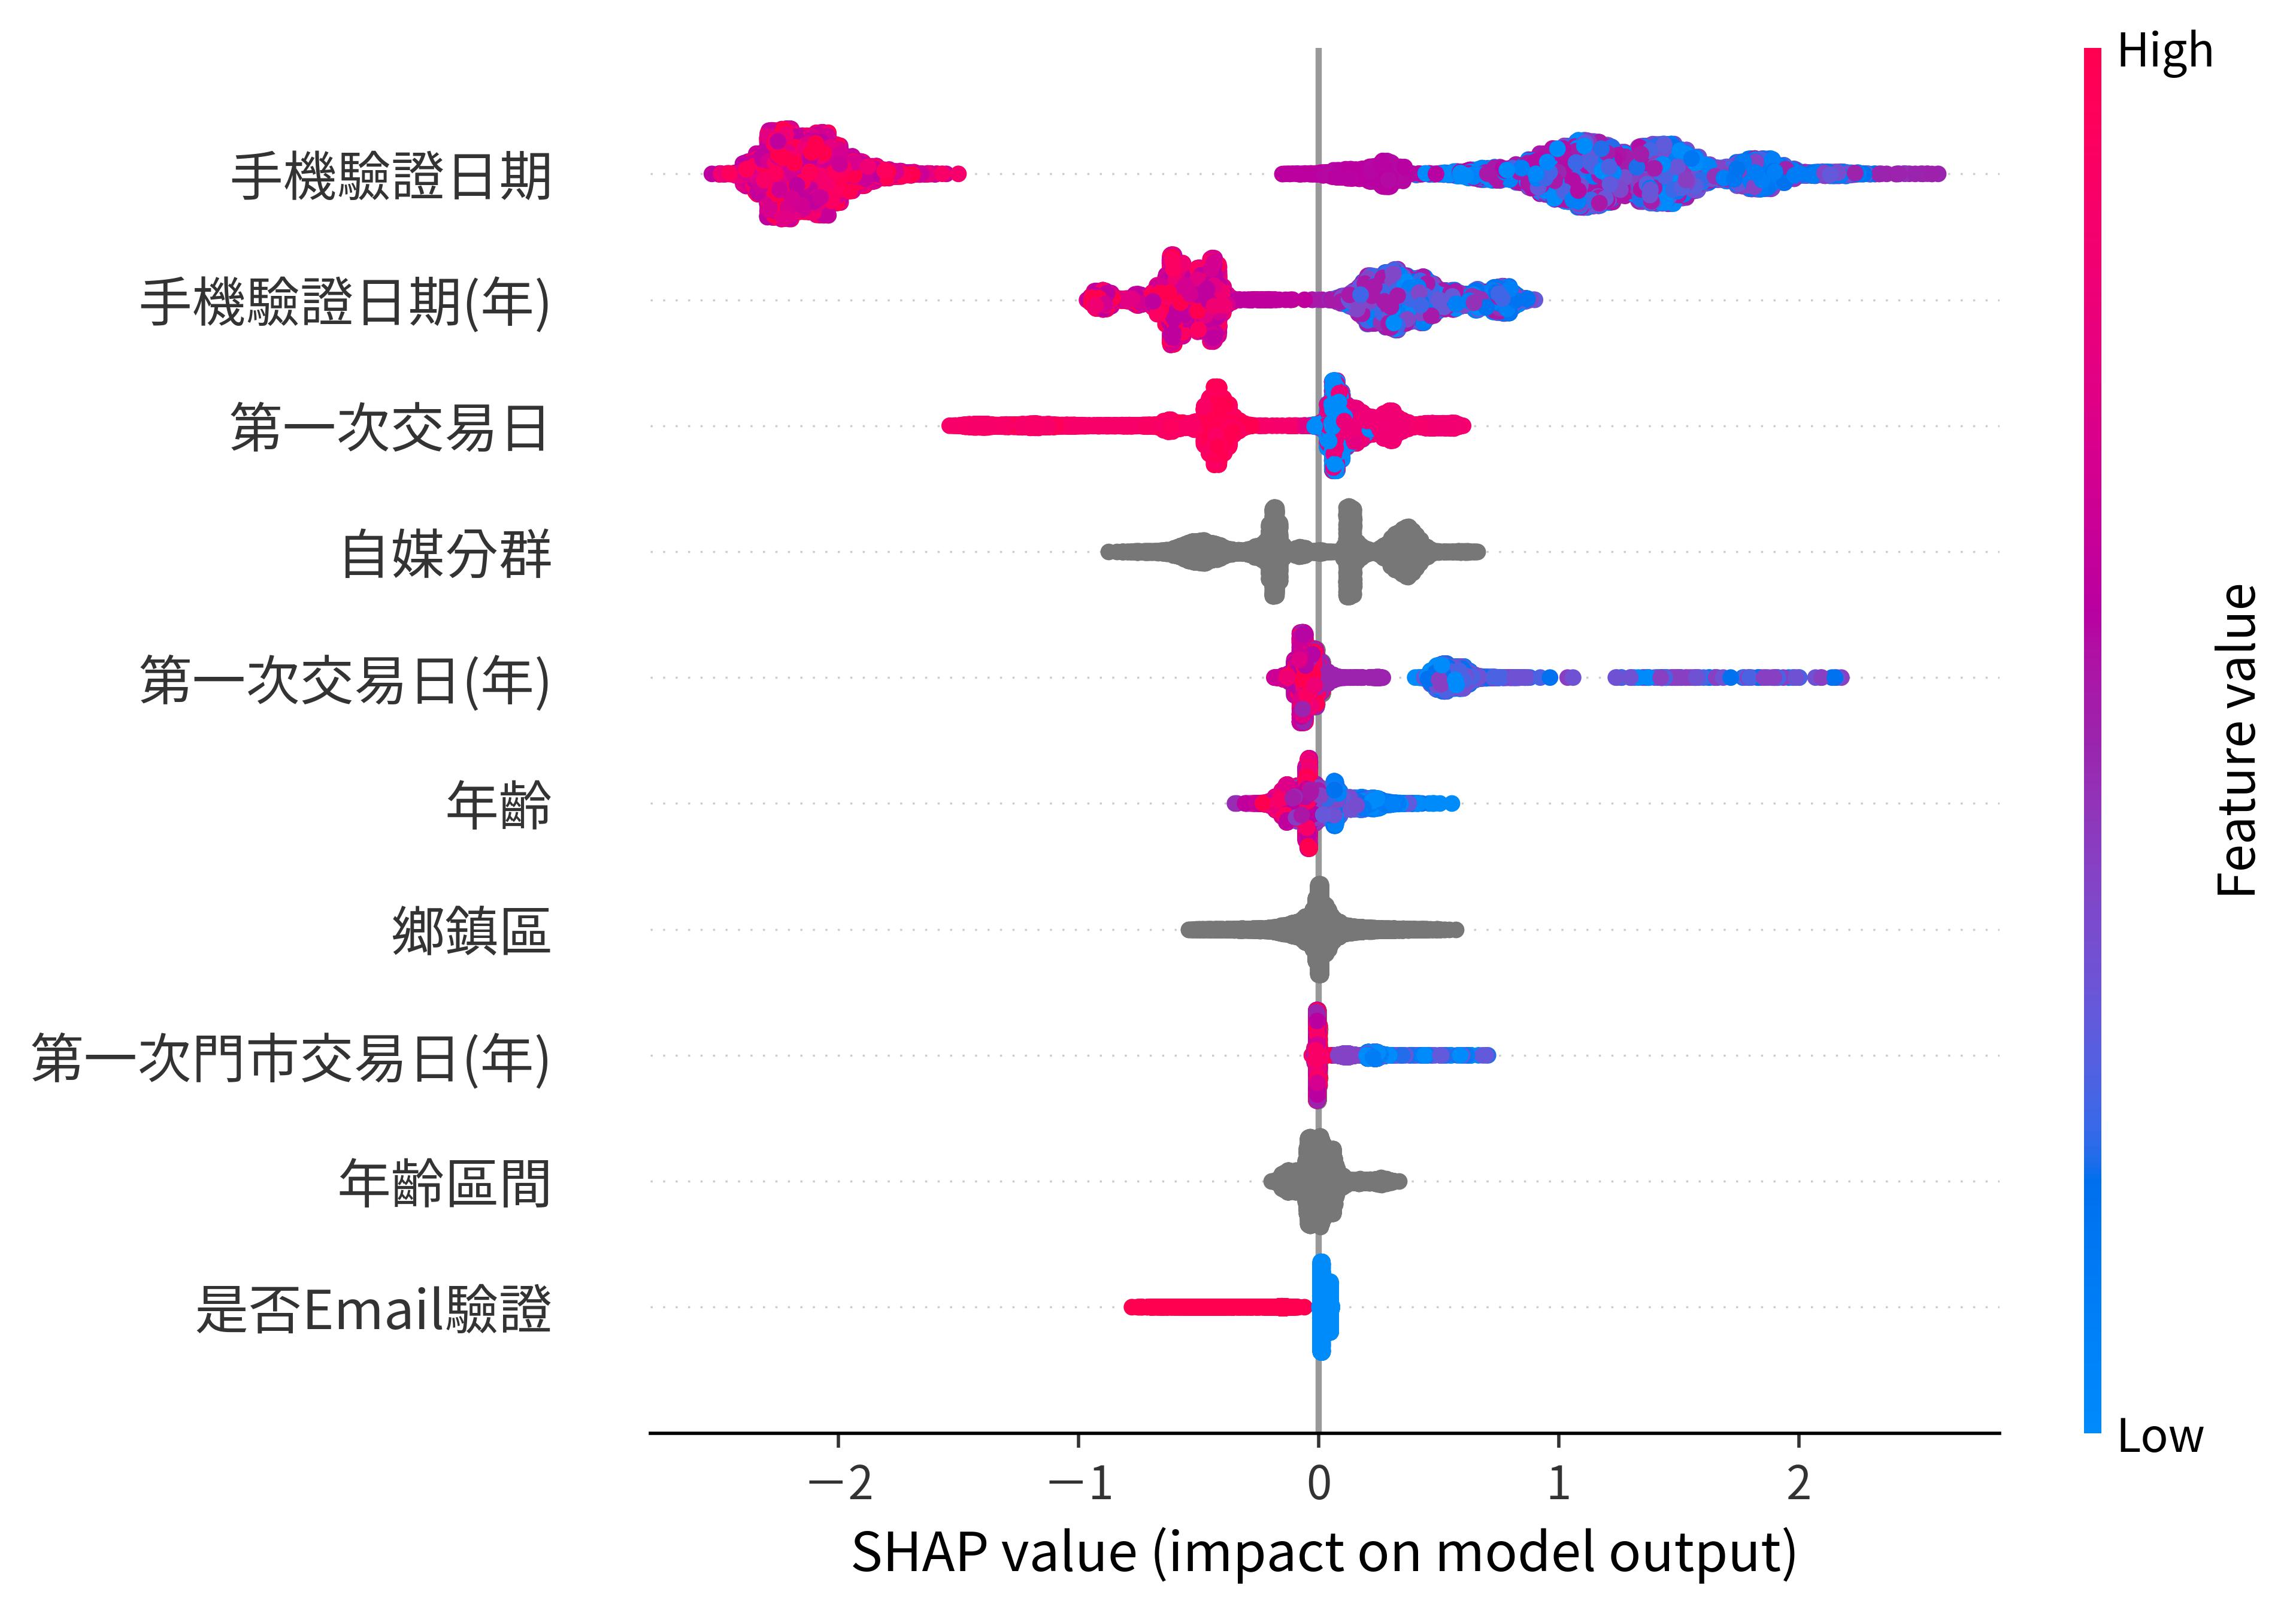 High
手機驗證日期
手機驗證日期(年)
第一次交易日
自媒分群
第一次交易日(年)
年齡
鄉鎮區
第一次門市交易日(年)
年齡區間
是否Email驗證
Feature value
Low
−2 −1 0 1 2
SHAP value (impact on model output)